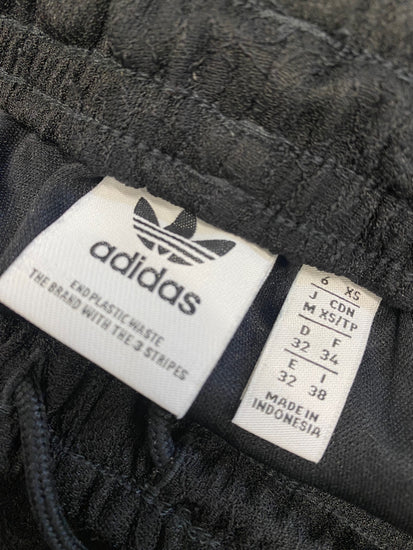 adidas
END PLASTIC WASTE
THE BRAND WITH THE 3 STRIPES
6 XS
J CDN
M XS/TP
D F
32 34
E I
32 38
MADE IN
INDONESIA